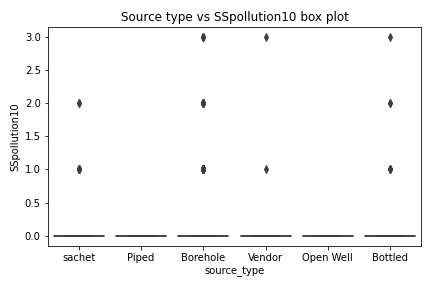 Source type vs SSpollution10 box plot
3.0
2.5
2.0
1.5
1.0
0.5
0.0
SSpollution10
sachet Piped Borehole Vendor Open Well Bottled
source_type